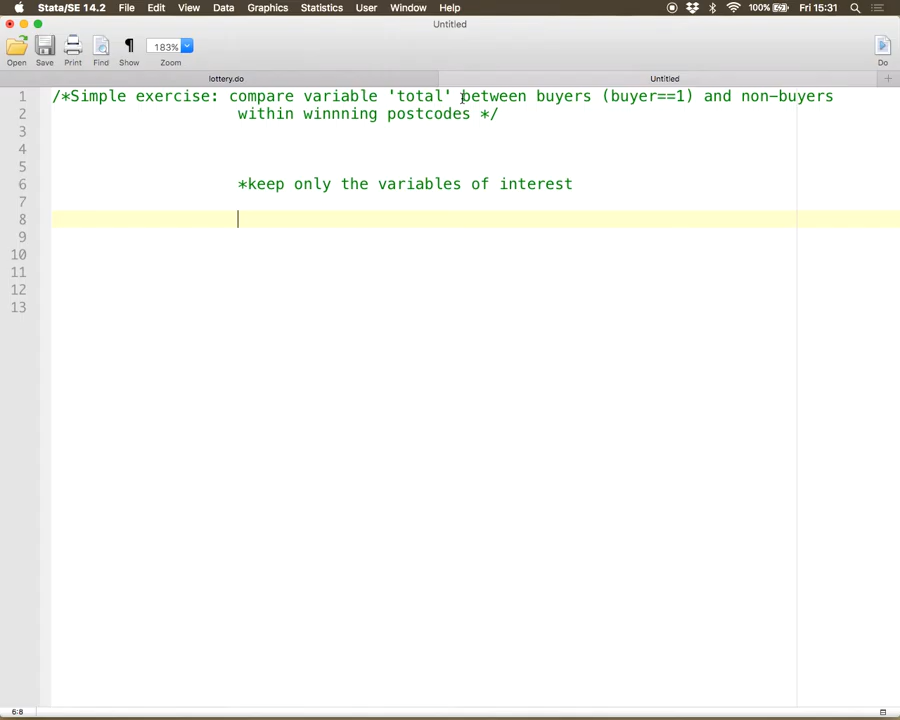 Stata/SE 14.2 File Edit View Data Graphics Statistics User Window Help 100% Fri 15:31
Untitled
183%
Open Save Print Find Show Zoom Do
lottery.do Untitled +
1 /*Simple exercise: compare variable 'total' between buyers (buyer==1) and non-buyers
2 within winnning postcodes */
3
4
5
6 *keep only the variables of interest
7
8
9
10
11
12
13
6:8